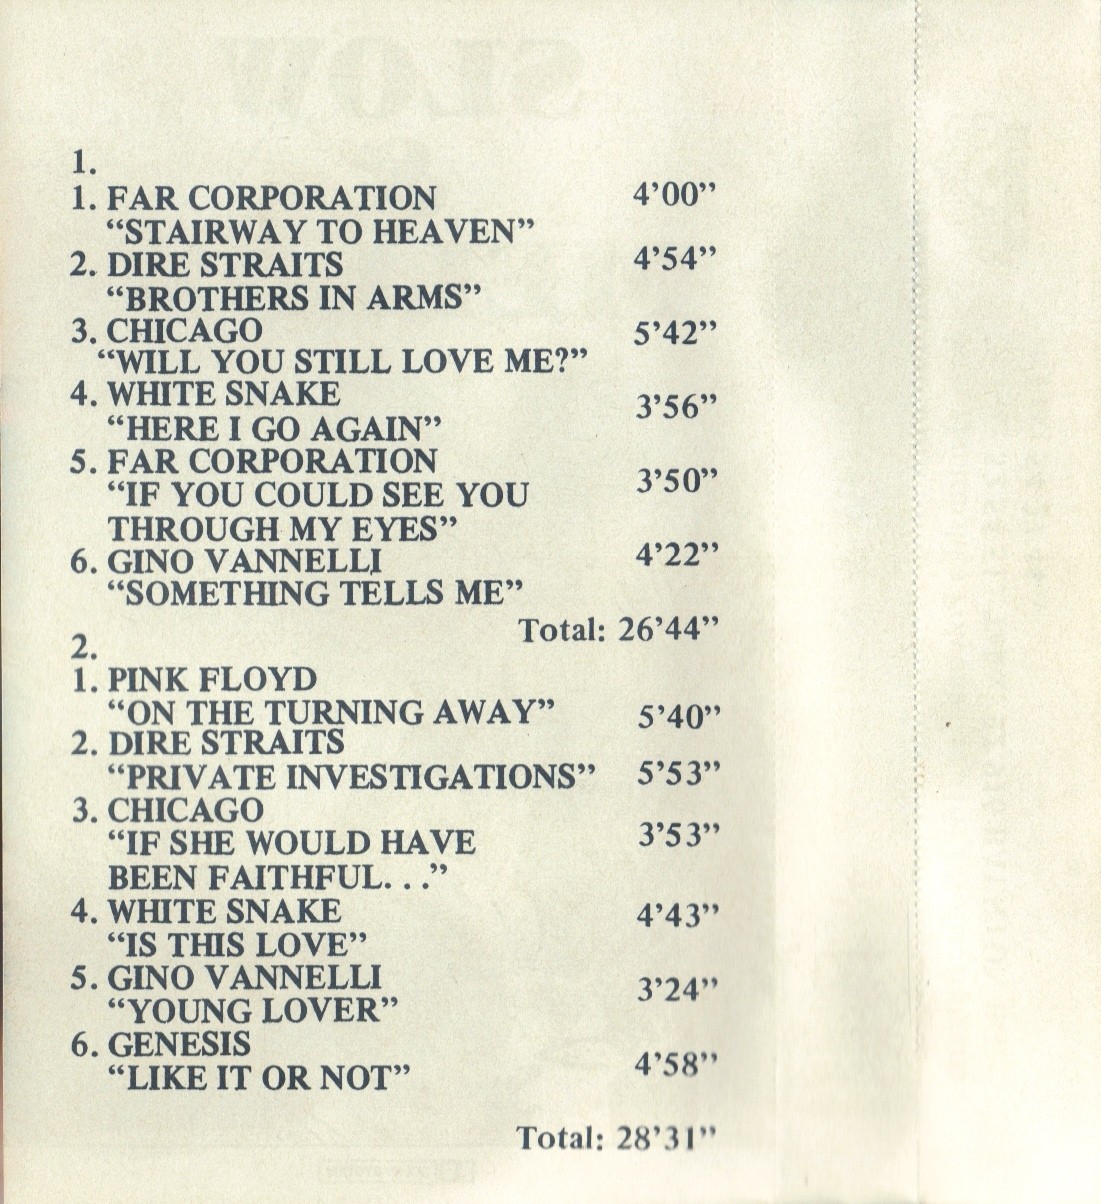 1.
1. FAR CORPORATION 4’00”
“STAIRWAY TO HEAVEN”
2. DIRE STRAITS 4’54”
“BROTHERS IN ARMS”
3. CHICAGO 5’42”
“WILL YOU STILL LOVE ME?”
4. WHITE SNAKE 3’56”
“HERE I GO AGAIN”
5. FAR CORPORATION 3’50”
“IF YOU COULD SEE YOU
THROUGH MY EYES”
6. GINO VANNELLI 4’22”
“SOMETHING TELLS ME”
Total: 26’44”
2.
1. PINK FLOYD
“ON THE TURNING AWAY” 5’40”
2. DIRE STRAITS
“PRIVATE INVESTIGATIONS” 5’53”
3. CHICAGO 3’53”
“IF SHE WOULD HAVE
BEEN FAITHFUL. . .”
4. WHITE SNAKE 4’43”
“IS THIS LOVE”
5. GINO VANNELLI 3’24”
“YOUNG LOVER”
6. GENESIS 4’58”
“LIKE IT OR NOT”
Total: 28’31”
SLOW